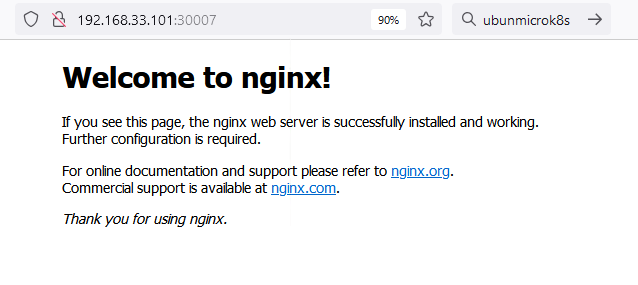 192.168.33.101:30007
90%
ubunmicrok8s
Welcome to nginx!
If you see this page, the nginx web server is successfully installed and working.
Further configuration is required.
For online documentation and support please refer to nginx.org.
Commercial support is available at nginx.com.
Thank you for using nginx.